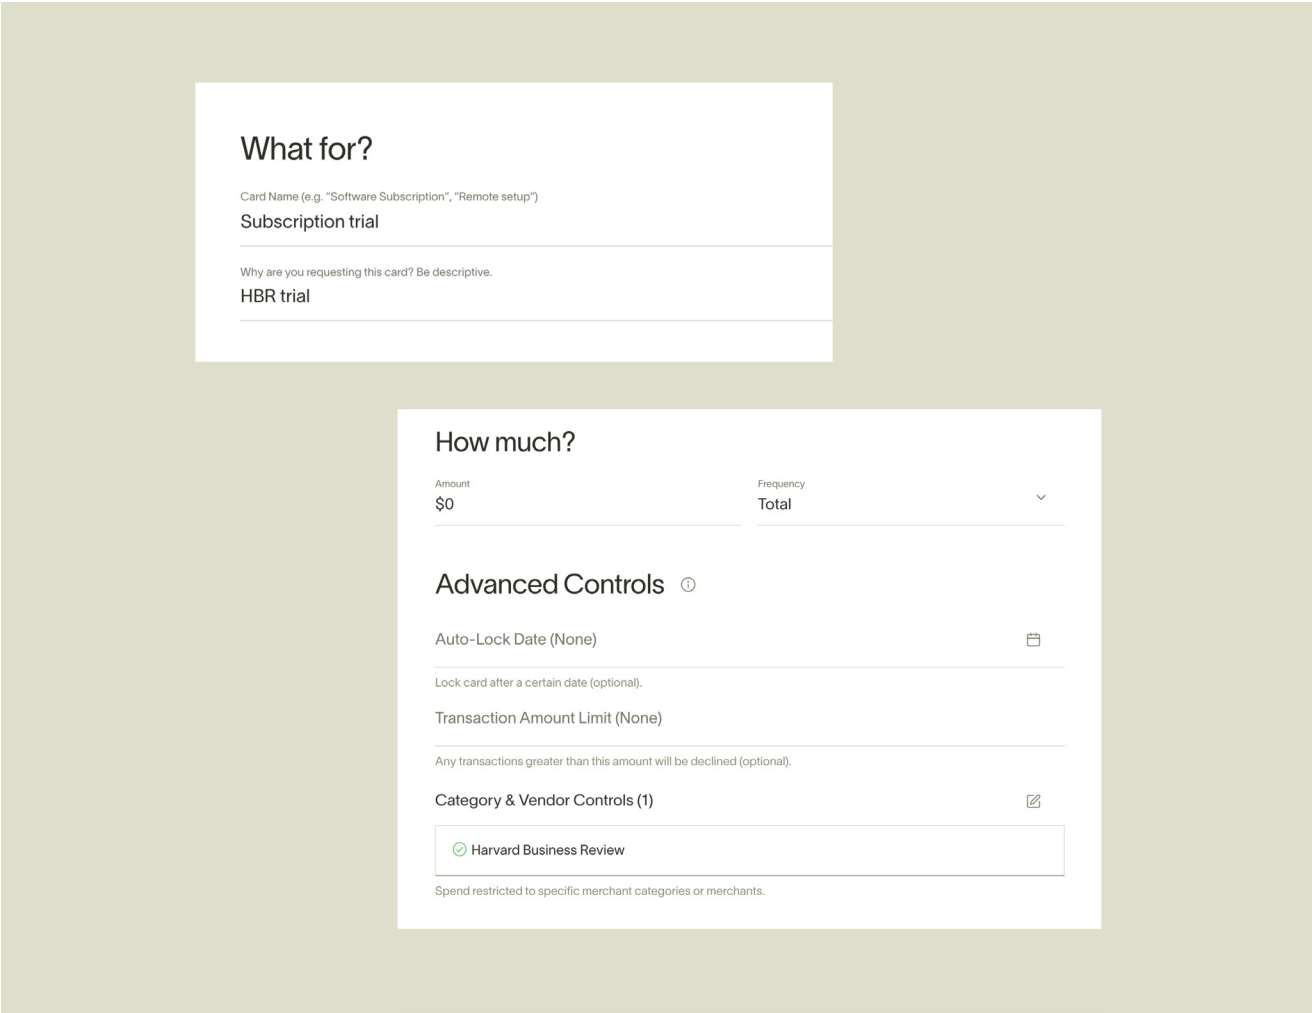 What for?
Card Name (e.g. “Software Subscription”, “Remote setup”)
Subscription trial
Why are you requesting this card? Be descriptive.
HBR trial
How much?
Amount
$0
Frequency
Total
Advanced Controls
Auto-Lock Date (None)
Lock card after a certain date (optional).
Transaction Amount Limit (None)
Any transactions greater than this amount will be declined (optional).
Category & Vendor Controls (1)
Harvard Business Review
Spend restricted to specific merchant categories or merchants.